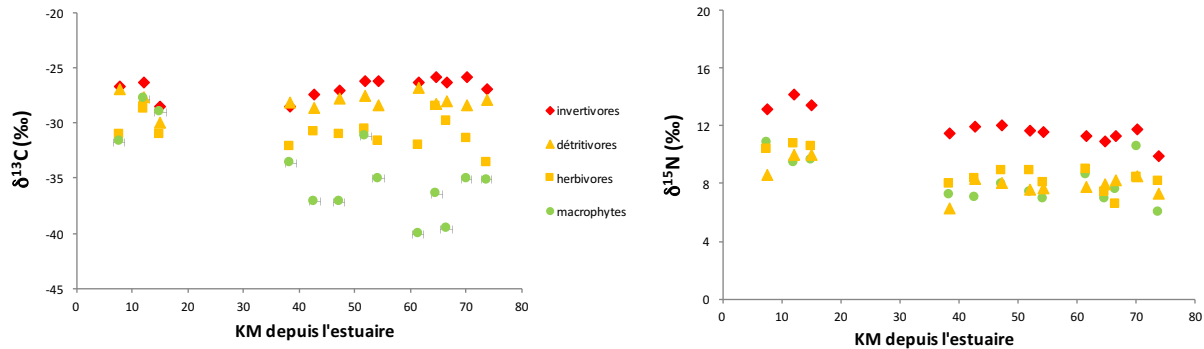 -20
-25
-30
-35
-40
-45
δ¹³C (‰)
0 10 20 30 40 50 60 70 80
KM depuis l'estuaire
invertivores
détritivores
herbivores
macrophytes
20
16
12
8
4
0
δ¹⁵N (‰)
0 10 20 30 40 50 60 70 80
KM depuis l'estuaire